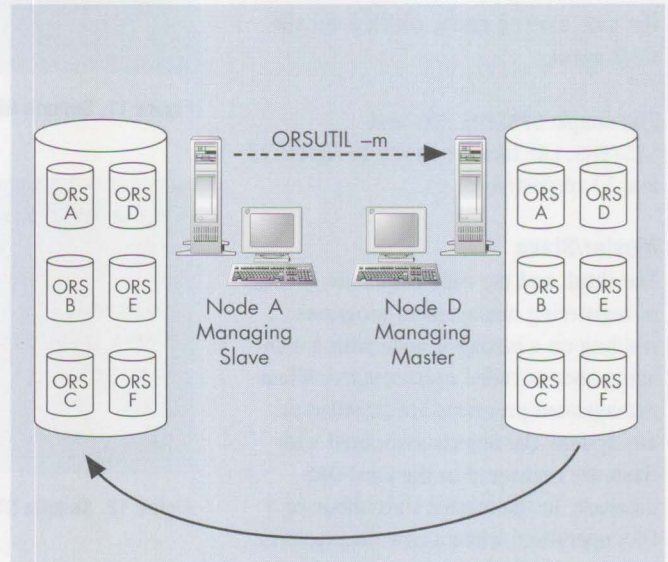 ORSUTIL –m
ORS A
ORS D
ORS B
ORS E
ORS C
ORS F
Node A
Managing
Slave
Node D
Managing
Master
ORS A
ORS D
ORS B
ORS E
ORS C
ORS F